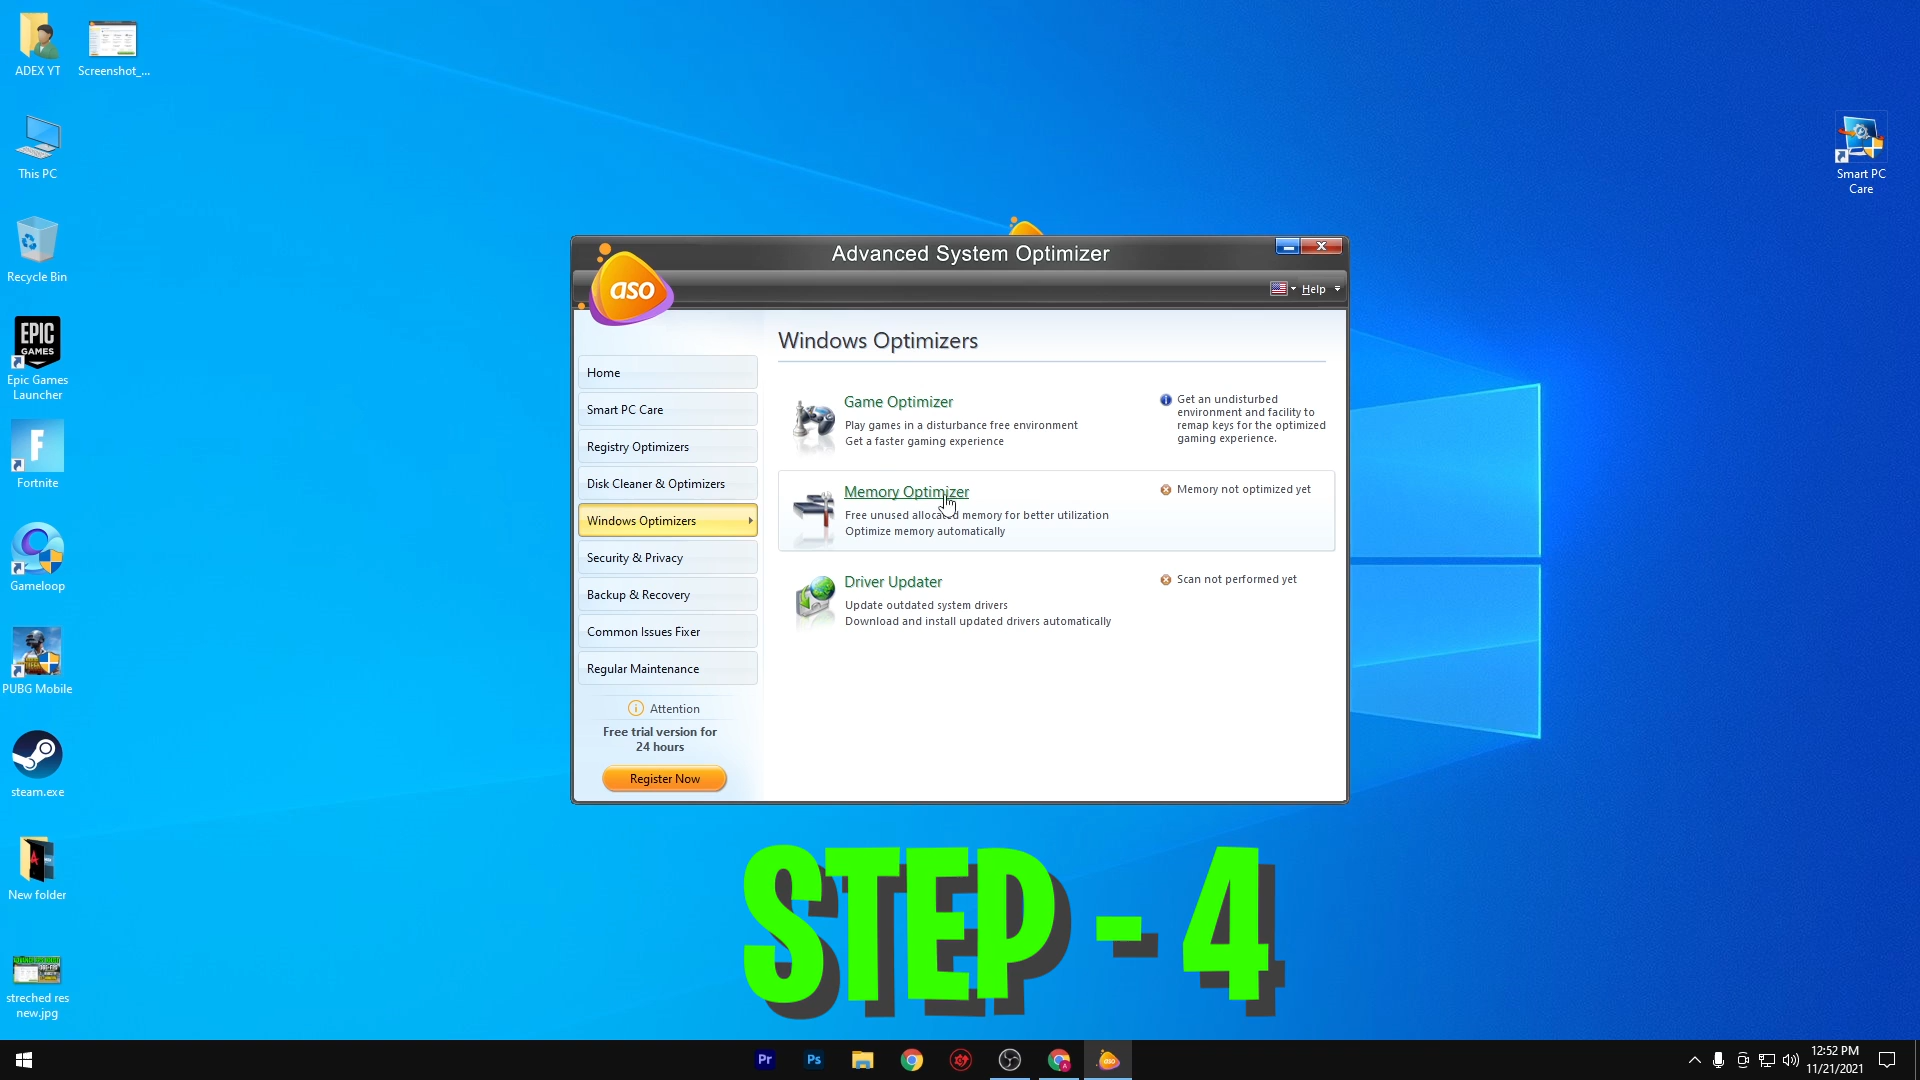 ADEX YT
Screenshot_...
This PC
Recycle Bin
EPIC
GAMES
Epic Games
Launcher
Fortnite
Gameloop
PUBG Mobile
steam.exe
New folder
streched res
new.jpg
Smart PC
Care
Advanced System Optimizer
aso
Help
Windows Optimizers
Home
Smart PC Care
Registry Optimizers
Disk Cleaner & Optimizers
Windows Optimizers
Security & Privacy
Backup & Recovery
Common Issues Fixer
Regular Maintenance
Attention
Free trial version for
24 hours
Register Now
Game Optimizer
Play games in a disturbance free environment
Get a faster gaming experience
Get an undisturbed
environment and facility to
remap keys for the optimized
gaming experience.
Memory Optimizer
Free unused allocated memory for better utilization
Optimize memory automatically
Memory not optimized yet
Driver Updater
Update outdated system drivers
Download and install updated drivers automatically
Scan not performed yet
STEP - 4
Pr
Ps
aso
12:52 PM
11/21/2021